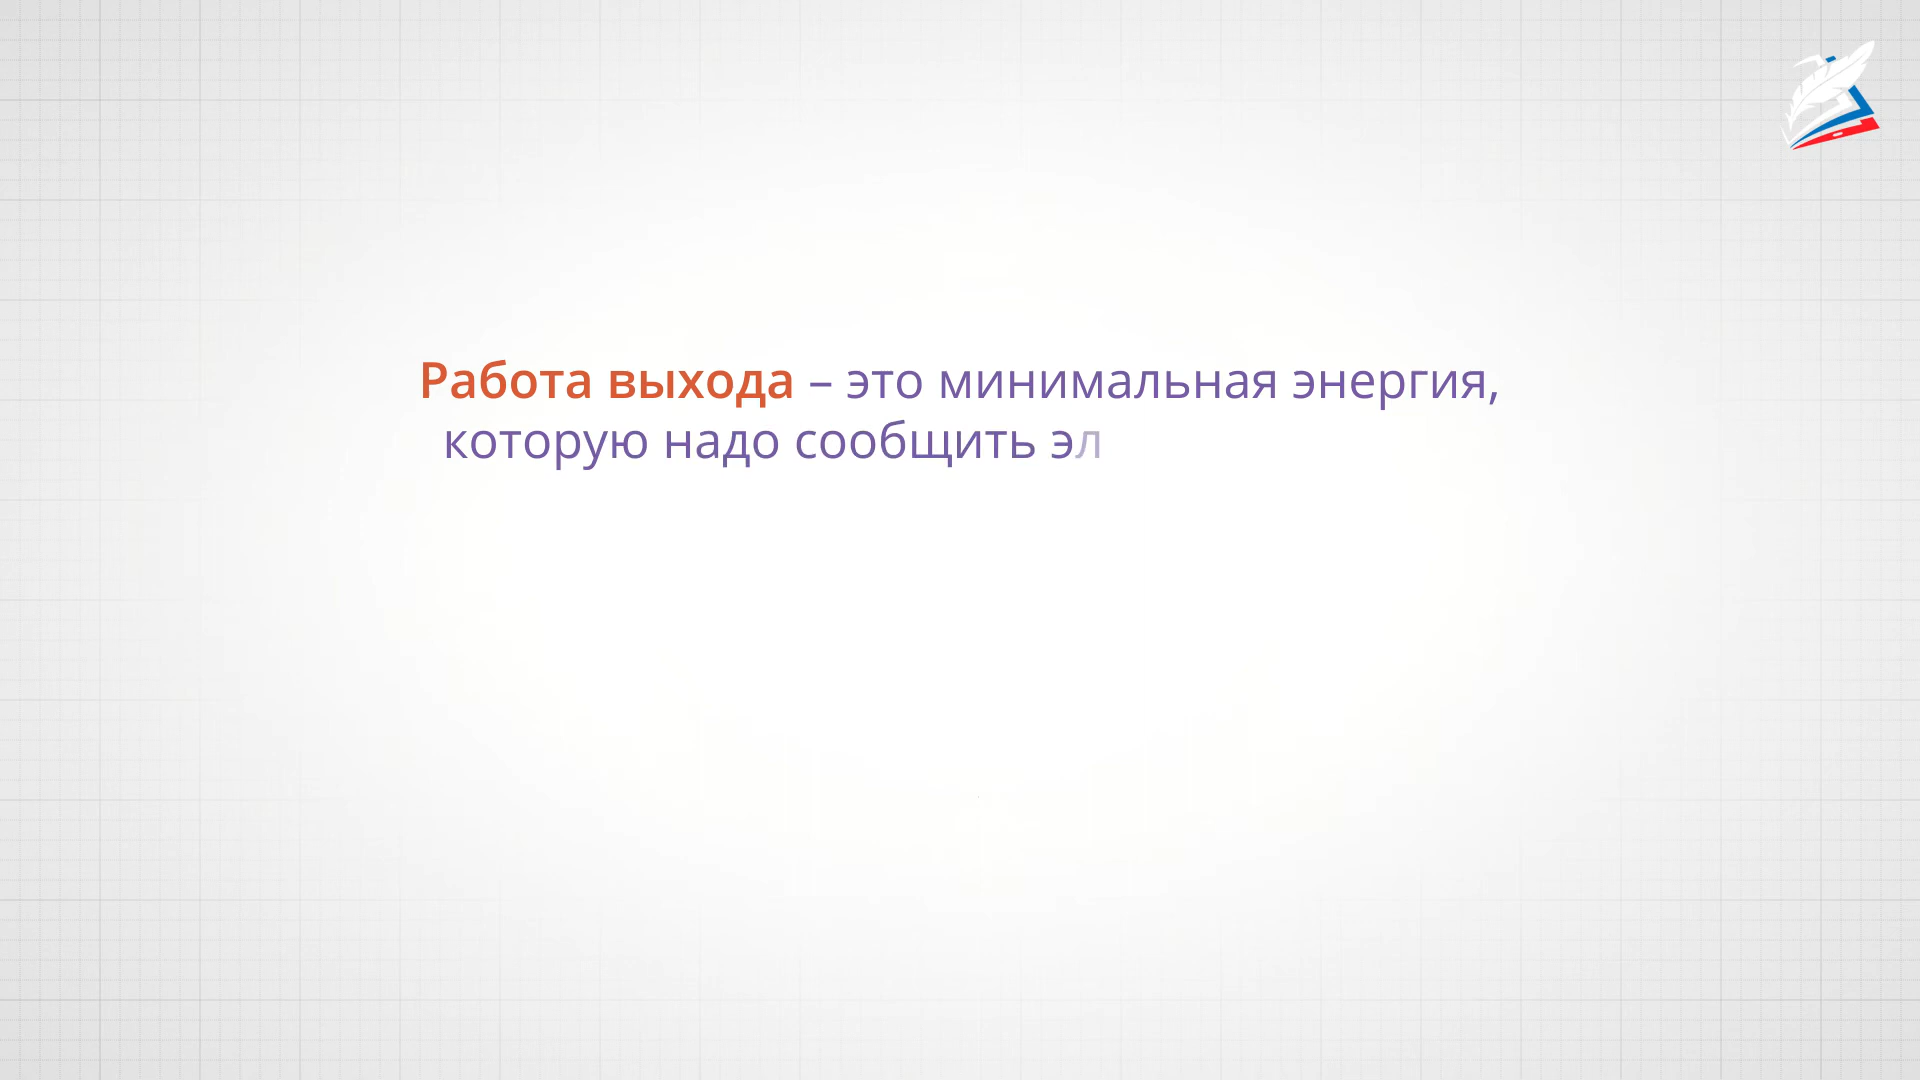 Работа выхода – это минимальная энергия,
которую надо сообщить эл